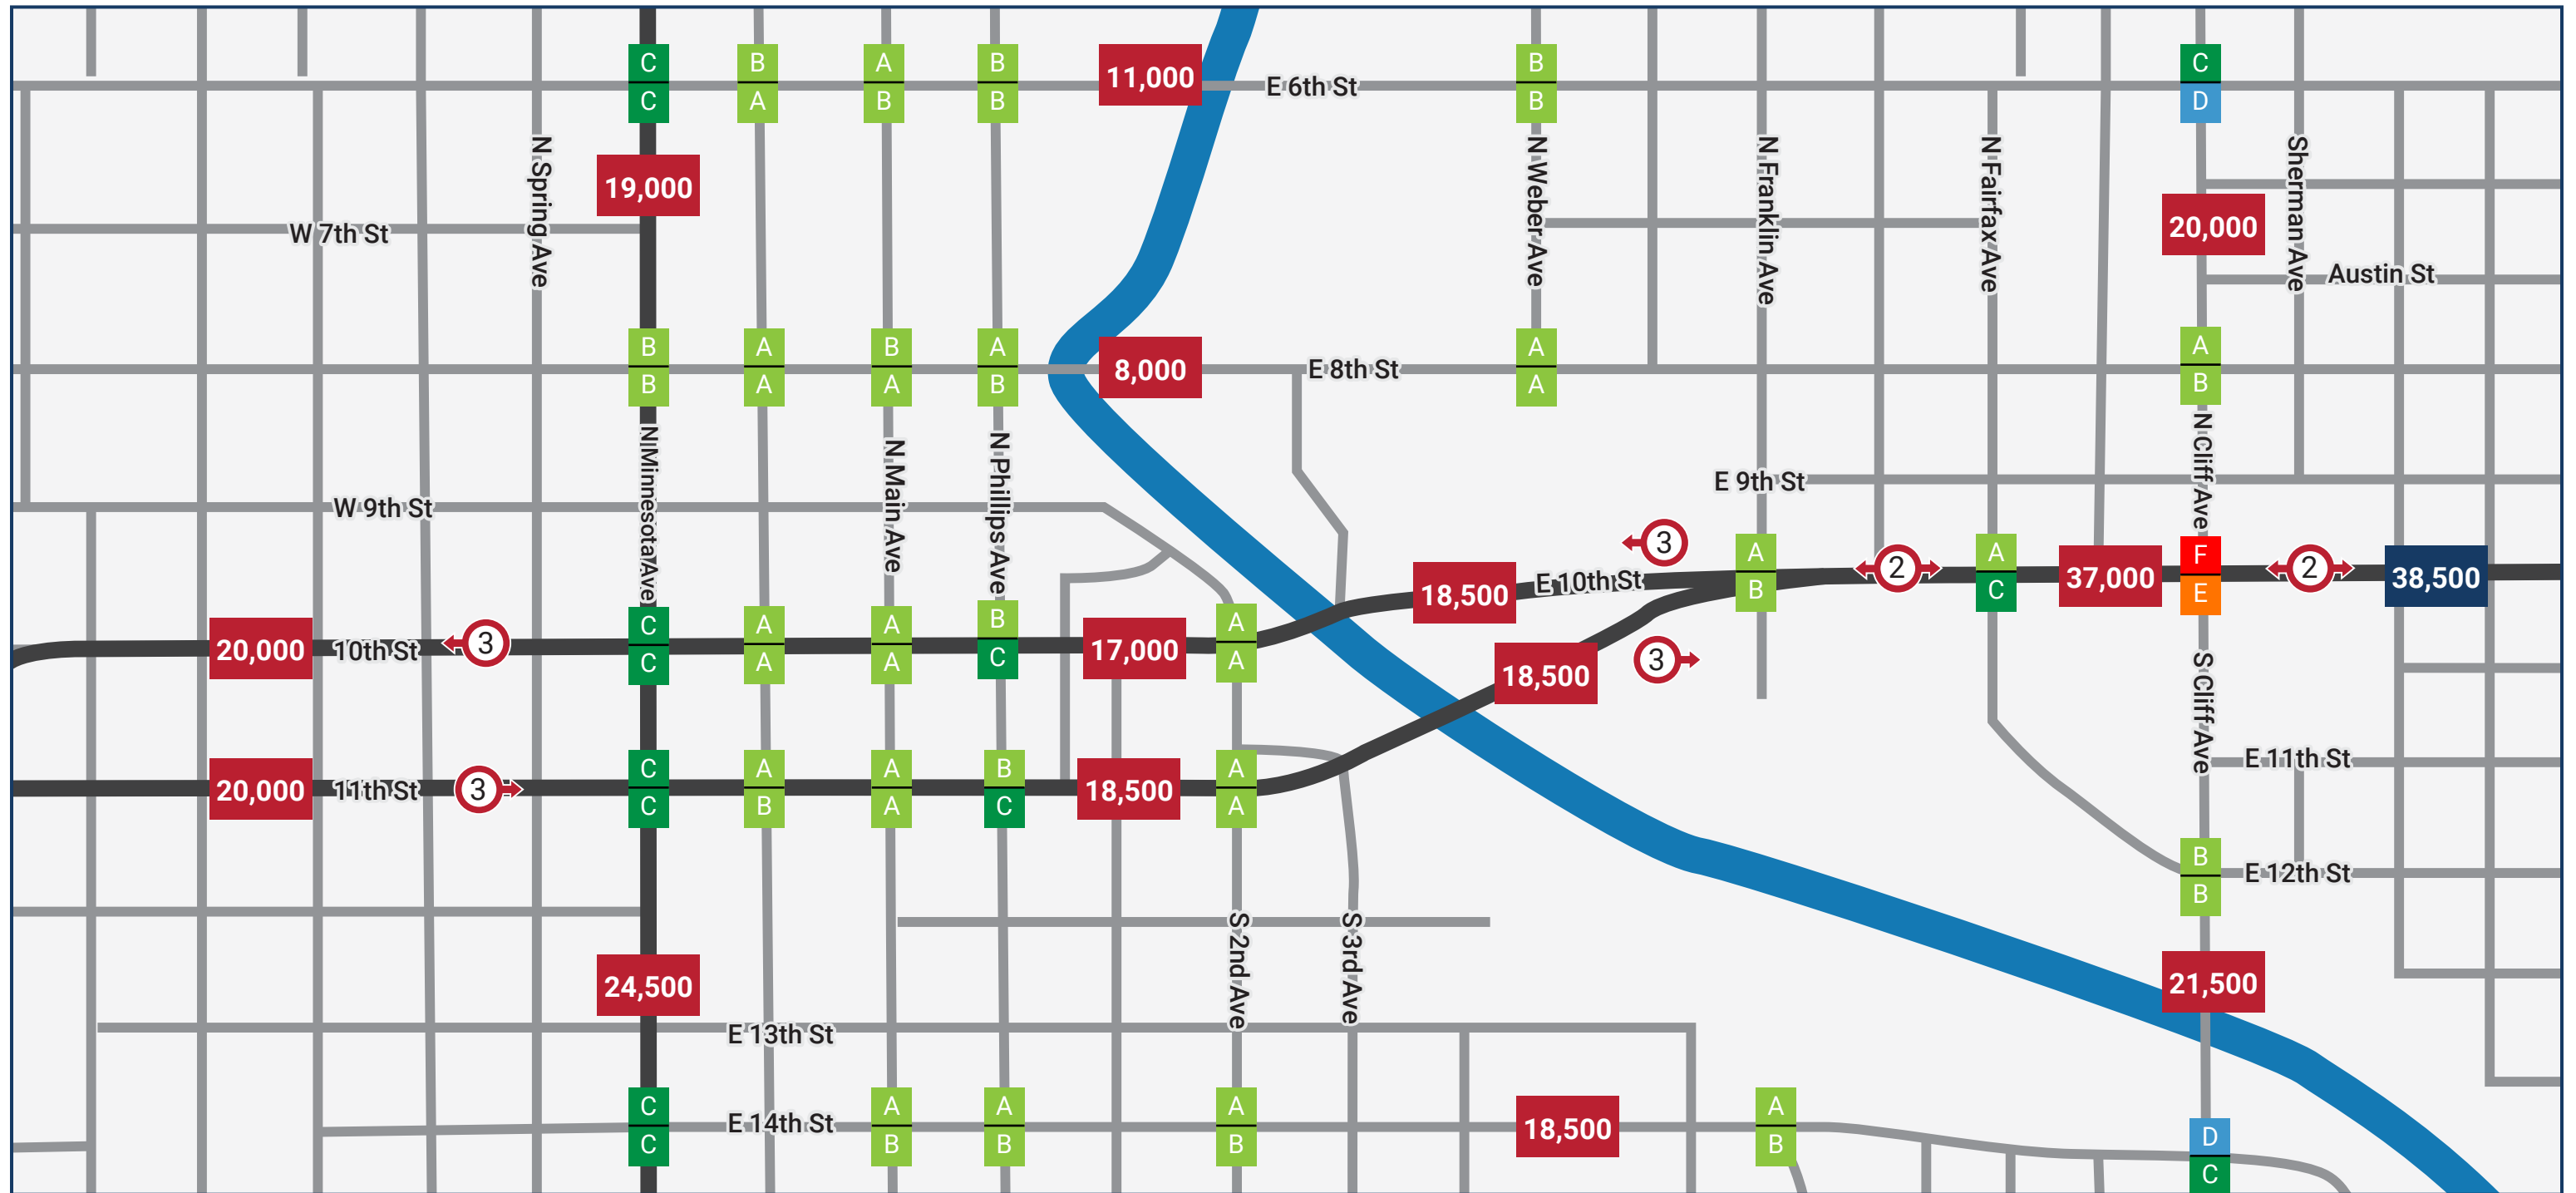 C B A B 11,000 B C
C A B B E 6th St B D
N Spring Ave
N Weber Ave
N Franklin Ave
N Fairfax Ave
Sherman Ave
19,000
20,000
W 7th St
Austin St
B A B A A A
B A A B 8,000 E 8th St A B
N Minnesota Ave
N Main Ave
N Phillips Ave
N Cliff Ave
E 9th St
W 9th St
3
A 2 A 37,000 F 2 38,500
B C E
18,500 E 10th St
C A A B A
20,000 10th St 3 C A A C 17,000 A
3
18,500
S Cliff Ave
E 11th St
C A A B A
20,000 11th St 3 C B A C 18,500 A
B
B E 12th St
S 2nd Ave
S 3rd Ave
24,500
21,500
E 13th St
C A A A A D
C E 14th St B B B 18,500 B C